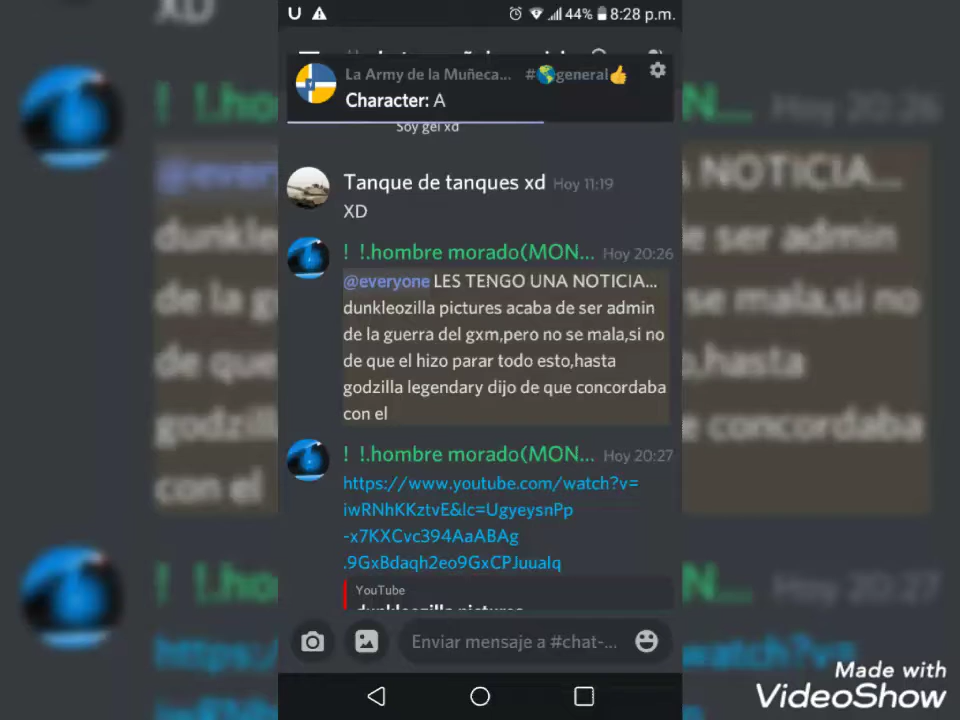 U 44% 8:28 p.m.
La Army de la Muñeca... #🌎general👍
Character: A
Soy gei xd
Tanque de tanques xd Hoy 11:19
XD
! !.hombre morado(MON... Hoy 20:26
@everyone LES TENGO UNA NOTICIA...
dunkleozilla pictures acaba de ser admin
de la guerra del gxm,pero no se mala,si no
de que el hizo parar todo esto,hasta
godzilla legendary dijo de que concordaba
con el
! !.hombre morado(MON... Hoy 20:27
https://www.youtube.com/watch?v=
iwRNhKKztvE&lc=UgyeysnPp
-x7KXCvc394AaABAg
.9GxBdaqh2eo9GxCPJuualq
YouTube
dunkleozilla pictures
Enviar mensaje a #chat-...
Made with
VideoShow